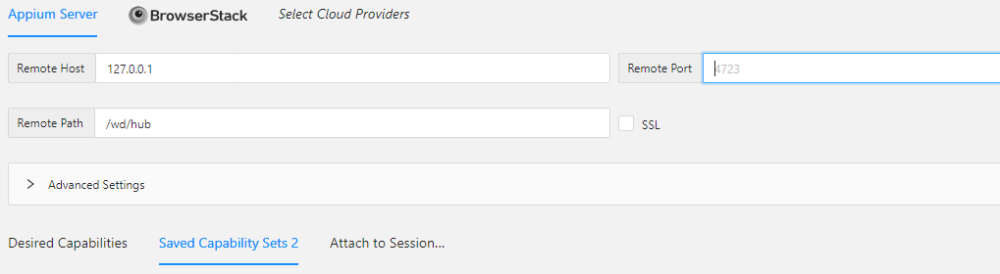 Appium Server BrowserStack Select Cloud Providers
Remote Host 127.0.0.1 Remote Port 4723
Remote Path /wd/hub SSL
Advanced Settings
Desired Capabilities Saved Capability Sets 2 Attach to Session...